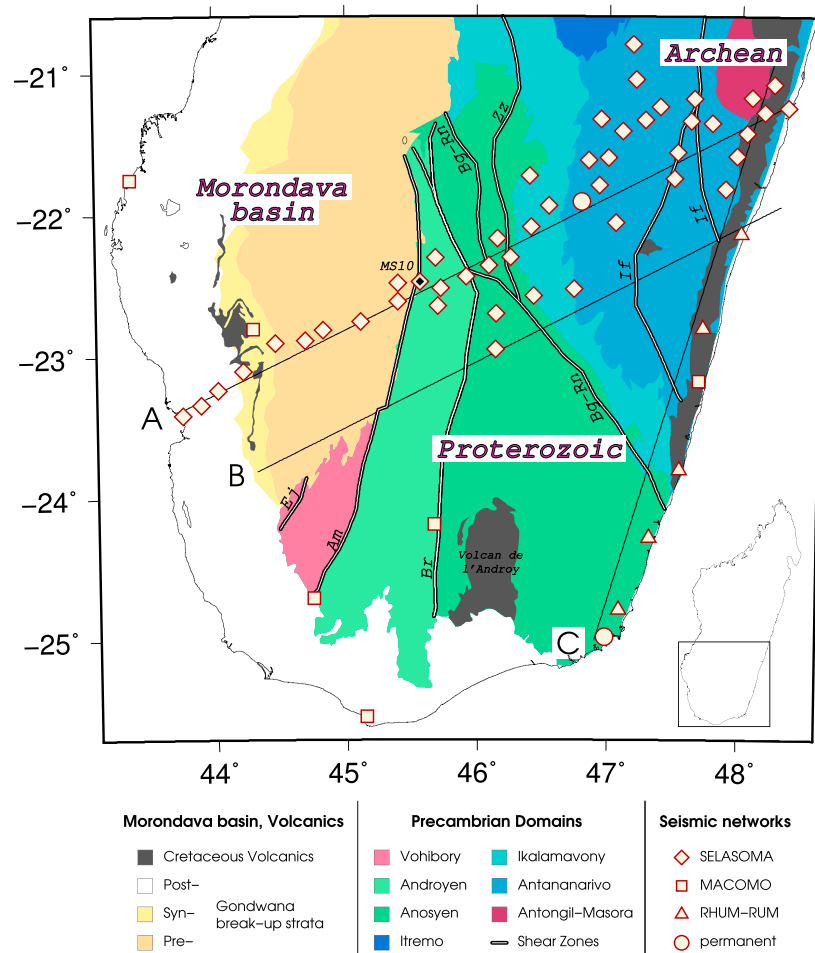 −21°
−22°
−23°
−24°
−25°
44°
45°
46°
47°
48°
Archean
Morondava
basin
Proterozoic
Zz
Bg-Rn
If
If
MS10
Bg-Rn
A
B
C
Ej
Am
Br
Volcan de
l'Androy
Morondava basin, Volcanics
Cretaceous Volcanics
Post−
Syn−
Pre−
Gondwana
break−up strata
Precambrian Domains
Vohibory
Androyen
Anosyen
Itremo
Ikalamavony
Antananarivo
Antongil−Masora
Shear Zones
Seismic networks
SELASOMA
MACOMO
RHUM−RUM
permanent